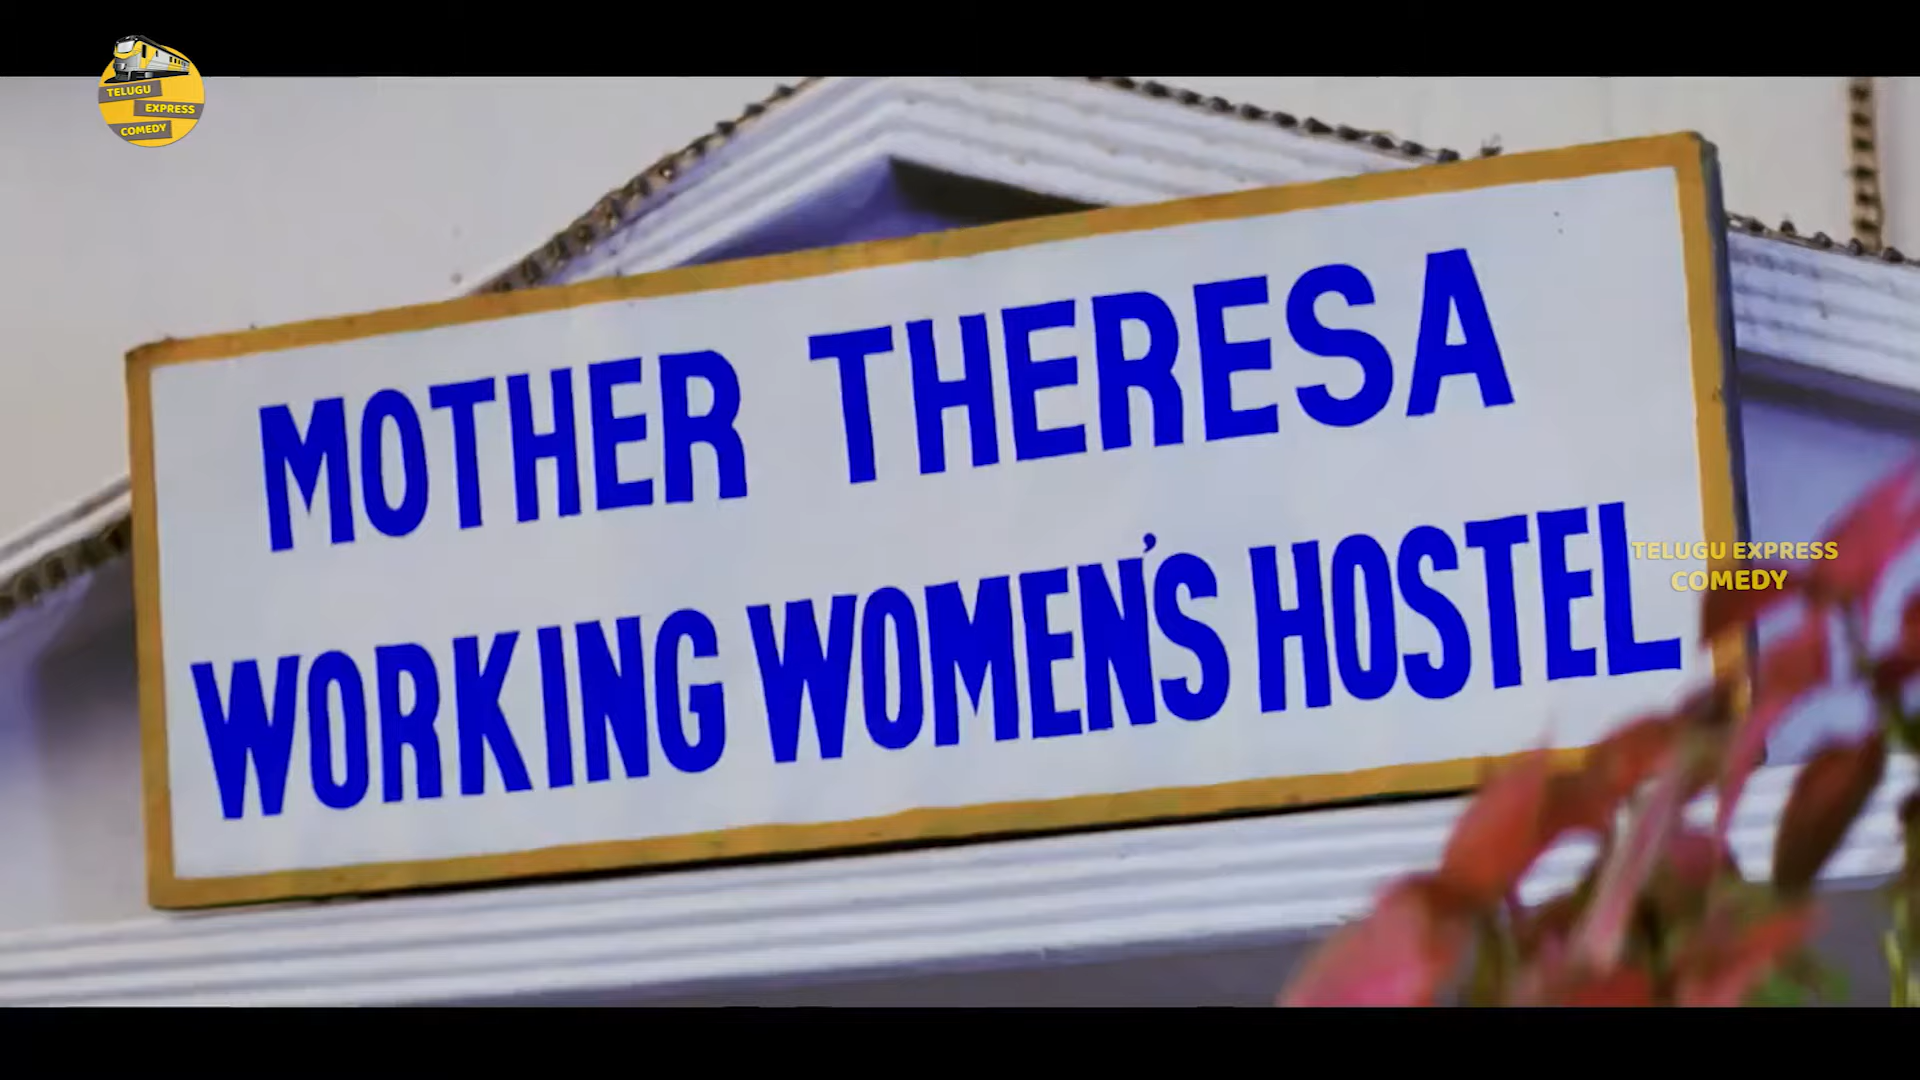 TELUGU
EXPRESS
COMEDY
MOTHER THERESA
WORKING WOMEN'S HOSTEL
TELUGU EXPRESS
COMEDY